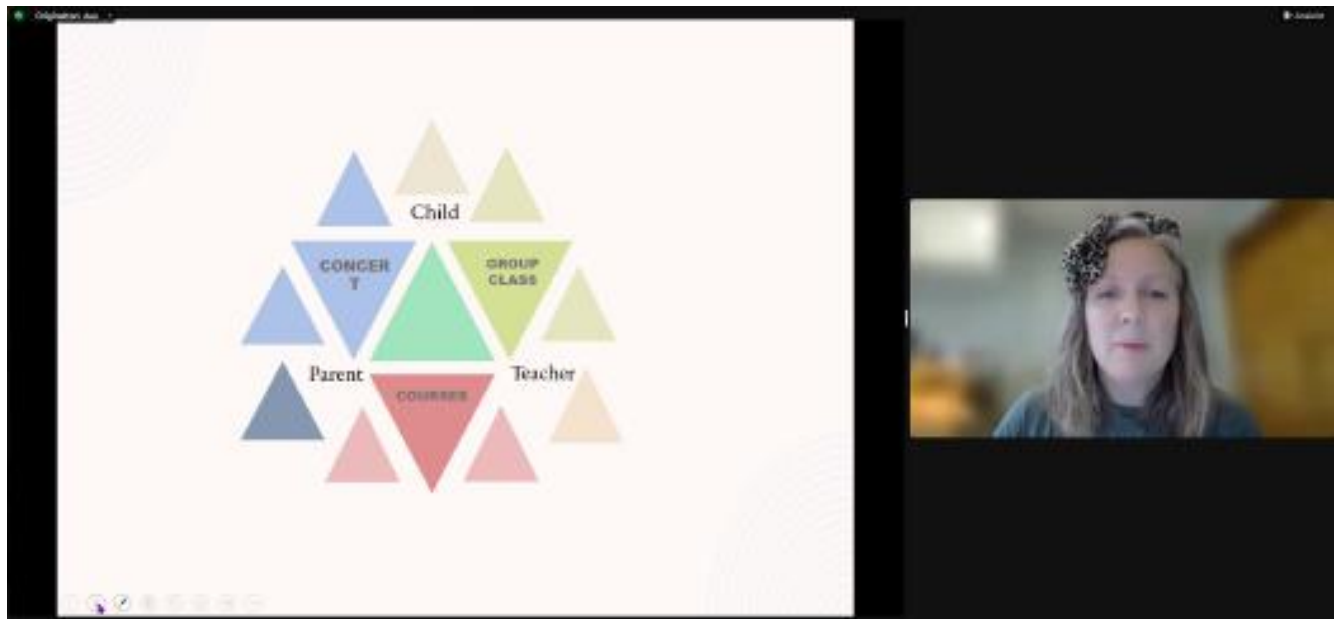 Child
CONCER
T
GROUP
CLASS
Parent
Teacher
COURSES